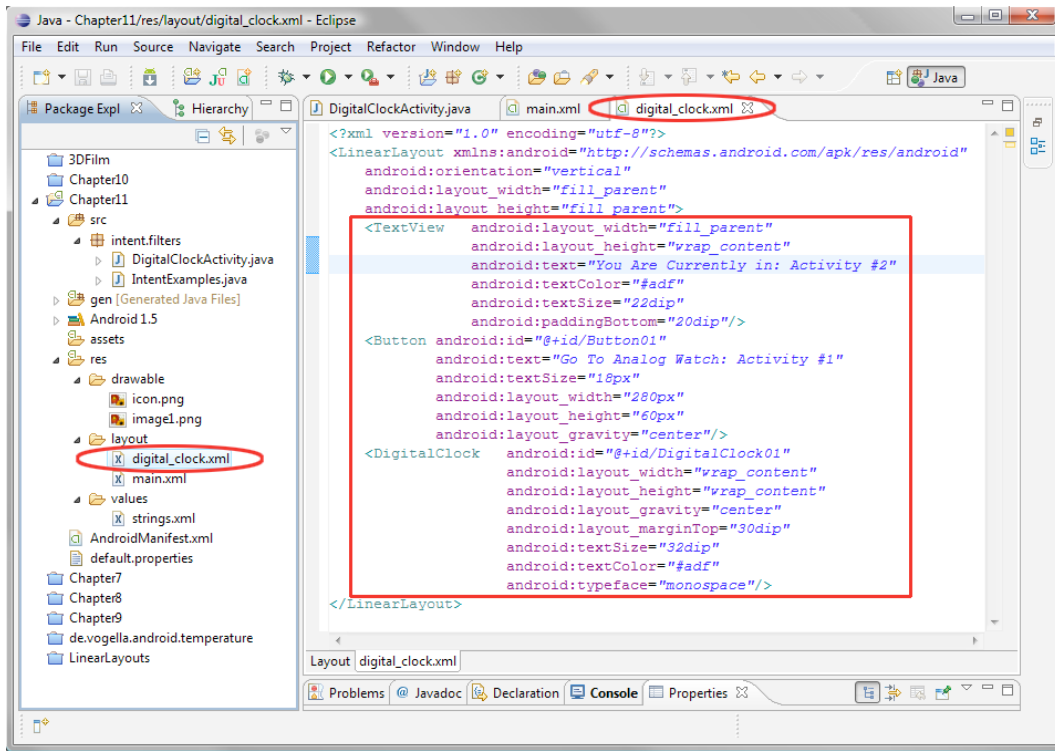 Java - Chapter11/res/layout/digital_clock.xml - Eclipse
File Edit Run Source Navigate Search Project Refactor Window Help
Java
Package Expl Hierarchy
3DFilm
Chapter10
Chapter11
src
intent.filters
DigitalClockActivity.java
IntentExamples.java
gen [Generated Java Files]
Android 1.5
assets
res
drawable
icon.png
image1.png
layout
digital_clock.xml
main.xml
values
strings.xml
AndroidManifest.xml
default.properties
Chapter7
Chapter8
Chapter9
de.vogella.android.temperature
LinearLayouts
DigitalClockActivity.java main.xml digital_clock.xml
<?xml version="1.0" encoding="utf-8"?>
<LinearLayout xmlns:android="http://schemas.android.com/apk/res/android"
android:orientation="vertical"
android:layout_width="fill_parent"
android:layout_height="fill_parent">
<TextView android:layout_width="fill_parent"
android:layout_height="wrap_content"
android:text="You Are Currently in: Activity #2"
android:textColor="#adf"
android:textSize="22dip"
android:paddingBottom="20dip"/>
<Button android:id="@+id/Button01"
android:text="Go To Analog Watch: Activity #1"
android:textSize="18px"
android:layout_width="280px"
android:layout_height="60px"
android:layout_gravity="center"/>
<DigitalClock android:id="@+id/DigitalClock01"
android:layout_width="wrap_content"
android:layout_height="wrap_content"
android:layout_gravity="center"
android:layout_marginTop="30dip"
android:textSize="32dip"
android:textColor="#adf"
android:typeface="monospace"/>
</LinearLayout>
Layout digital_clock.xml
Problems @ Javadoc Declaration Console Properties